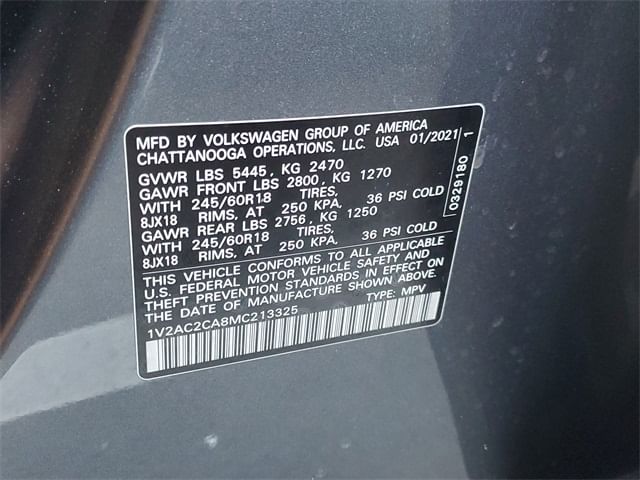 MFD BY VOLKSWAGEN GROUP OF AMERICA
CHATTANOOGA OPERATIONS, LLC. USA 01/2021
GVWR LBS 5445, KG 2470
GAWR FRONT LBS 2800, KG 1270
WITH 245/60R18 TIRES,
8JX18 RIMS, AT 250 KPA, 36 PSI COLD
GAWR REAR LBS 2756, KG 1250
WITH 245/60R18 TIRES,
8JX18 RIMS, AT 250 KPA, 36 PSI COLD
THIS VEHICLE CONFORMS TO ALL APPLICABLE
U.S. FEDERAL MOTOR VEHICLE SAFETY AND
THEFT PREVENTION STANDARDS IN EFFECT ON
THE DATE OF MANUFACTURE SHOWN ABOVE.
1V2AC2CA8MC213325 TYPE: MPV
0329180 1